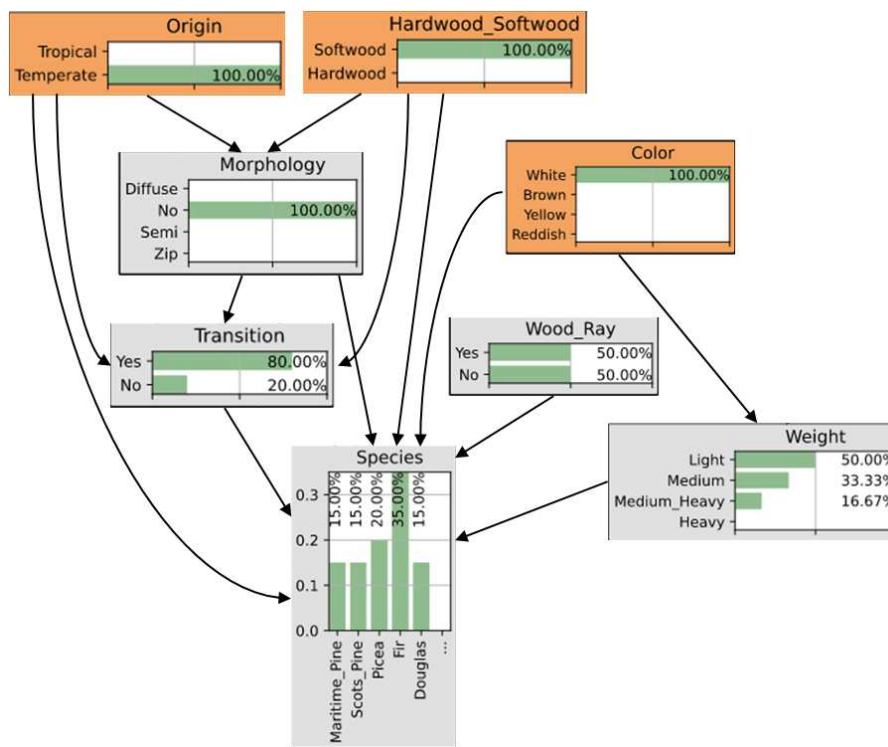 Origin
Tropical
Temperate 100.00%
Hardwood_Softwood
Softwood 100.00%
Hardwood
Morphology
Diffuse
No 100.00%
Semi
Zip
Color
White 100.00%
Brown
Yellow
Reddish
Transition
Yes 80.00%
No 20.00%
Wood_Ray
Yes 50.00%
No 50.00%
Weight
Light 50.00%
Medium 33.33%
Medium_Heavy 16.67%
Heavy
Species
15.00% 15.00% 20.00% 35.00% 15.00%
0.3
0.2
0.1
0.0
Maritime_Pine
Scots_Pine
Picea
Fir
Douglas
...